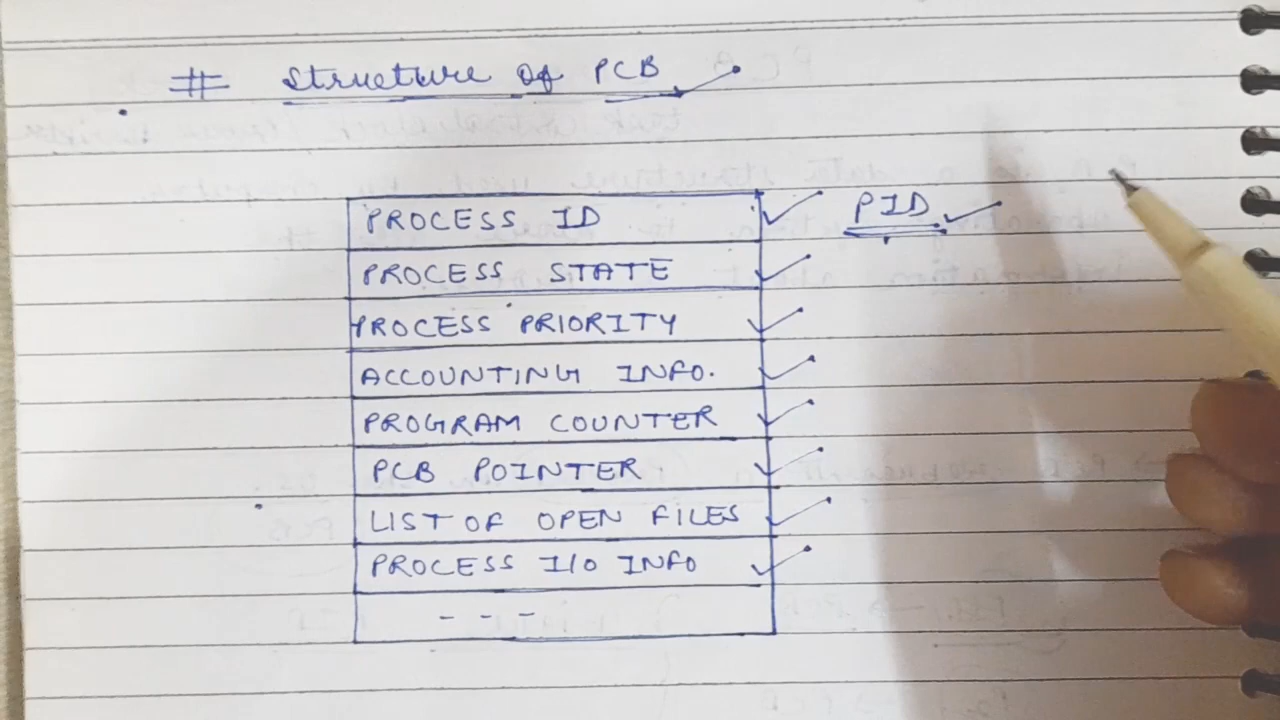 # Structure Of PCB
PROCESS ID PID
PROCESS STATE
PROCESS PRIORITY
ACCOUNTING INFO.
PROGRAM COUNTER
PCB POINTER
LIST OF OPEN FILES
PROCESS I/O INFO
- - -